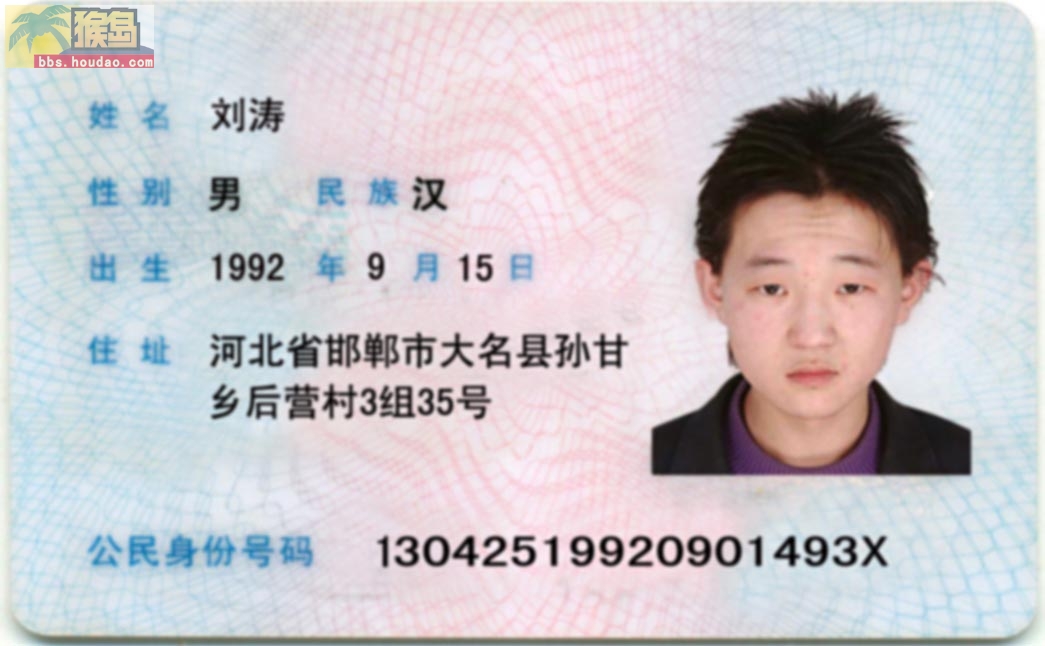 猴岛
bbs.houdao.com
姓名 刘涛
性别 男 民族 汉
出生 1992 年 9 月 15 日
住址 河北省邯郸市大名县孙甘
乡后营村3组35号
公民身份号码 13042519920901493X